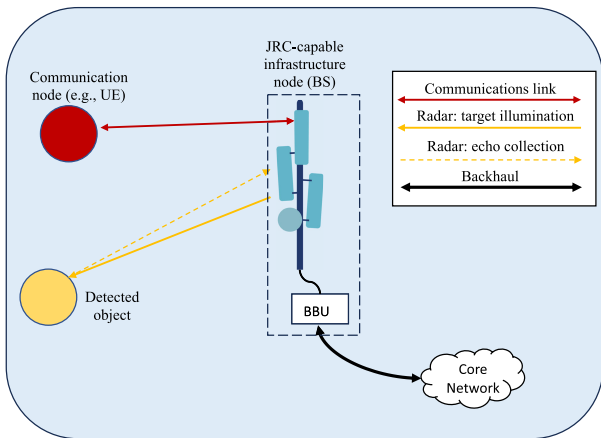 JRC-capable
infrastructure
node (BS)
Communication
node (e.g., UE)
Communications link
Radar: target illumination
Radar: echo collection
Backhaul
Detected
object
BBU
Core
Network